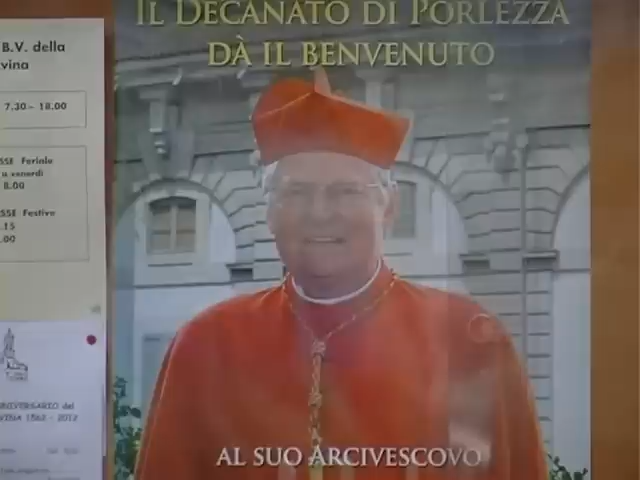 IL DECANATO DI PORLEZZA
DÀ IL BENVENUTO
B.V. della
vina
7.30 - 18.00
SSE Feriale
u venerdì
8.00
SSE Festive
.15
.00
NIVERSARIO del
VINA 1562 - 2012
AL SUO ARCIVESCOVO